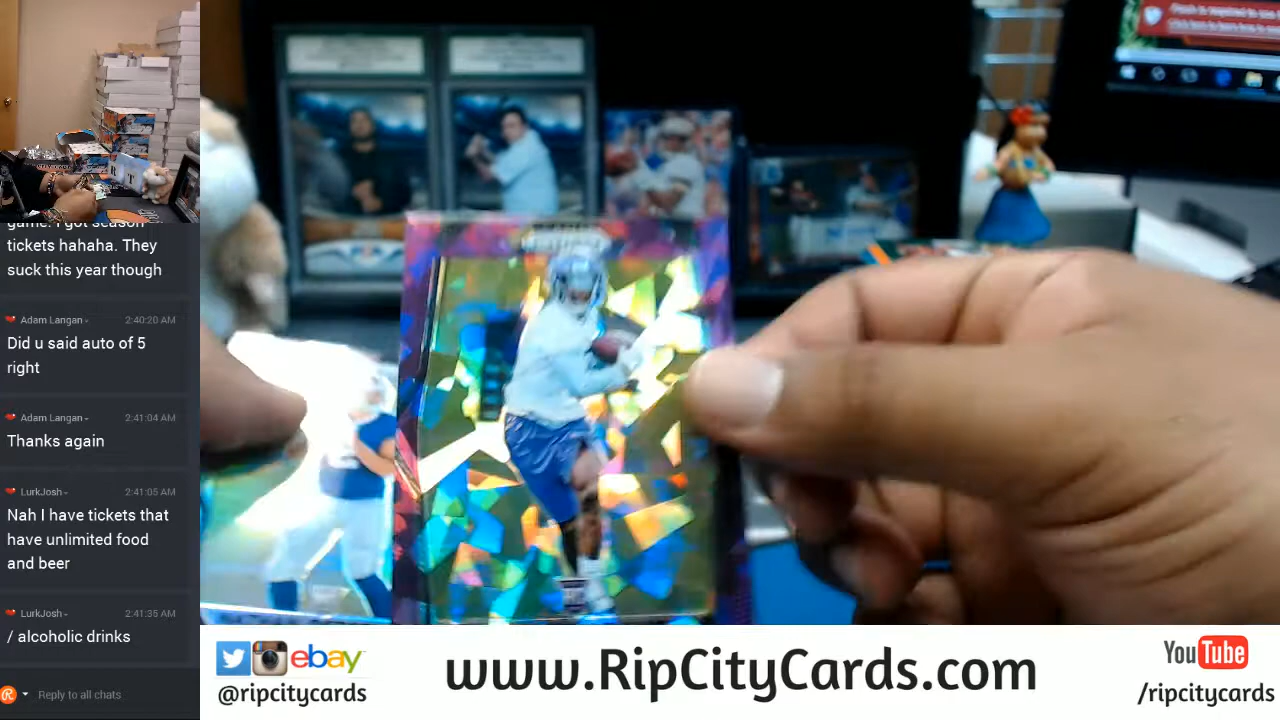 game. I got season
tickets hahaha. They
suck this year though
Adam Langan 2:40:20 AM
Did u said auto of 5
right
Adam Langan 2:41:04 AM
Thanks again
LurkJosh 2:41:05 AM
Nah I have tickets that
have unlimited food
and beer
LurkJosh 2:41:35 AM
/ alcoholic drinks
Reply to all chats
ebay
@ripcitycards
www.RipCityCards.com
YouTube
/ripcitycards